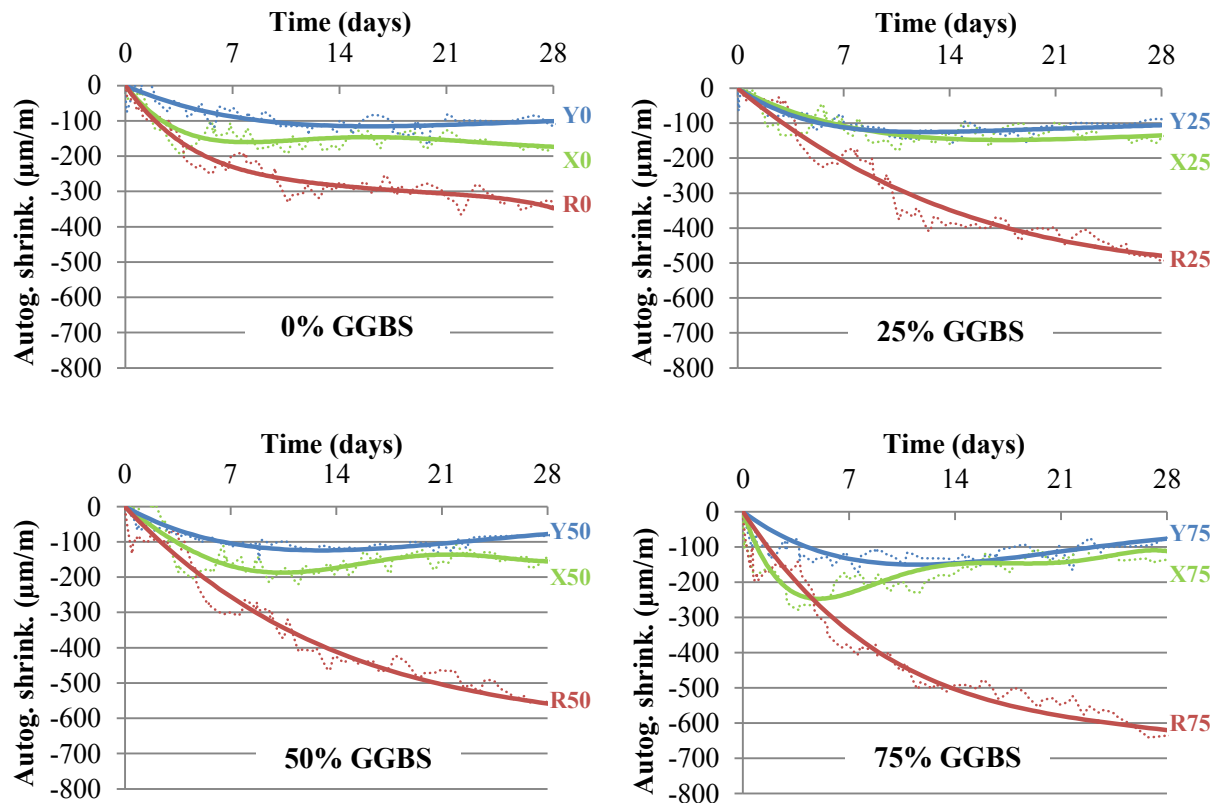 Time (days)
0 7 14 21 28
Autog. shrink. (µm/m)
0
-100
-200
-300
-400
-500
-600
-700
-800
Y0
X0
R0
0% GGBS
Time (days)
0 7 14 21 28
Autog. shrink. (µm/m)
0
-100
-200
-300
-400
-500
-600
-700
-800
Y25
X25
R25
25% GGBS
Time (days)
0 7 14 21 28
Autog. shrink. (µm/m)
0
-100
-200
-300
-400
-500
-600
-700
-800
Y50
X50
R50
50% GGBS
Time (days)
0 7 14 21 28
Autog. shrink. (µm/m)
0
-100
-200
-300
-400
-500
-600
-700
-800
Y75
X75
R75
75% GGBS